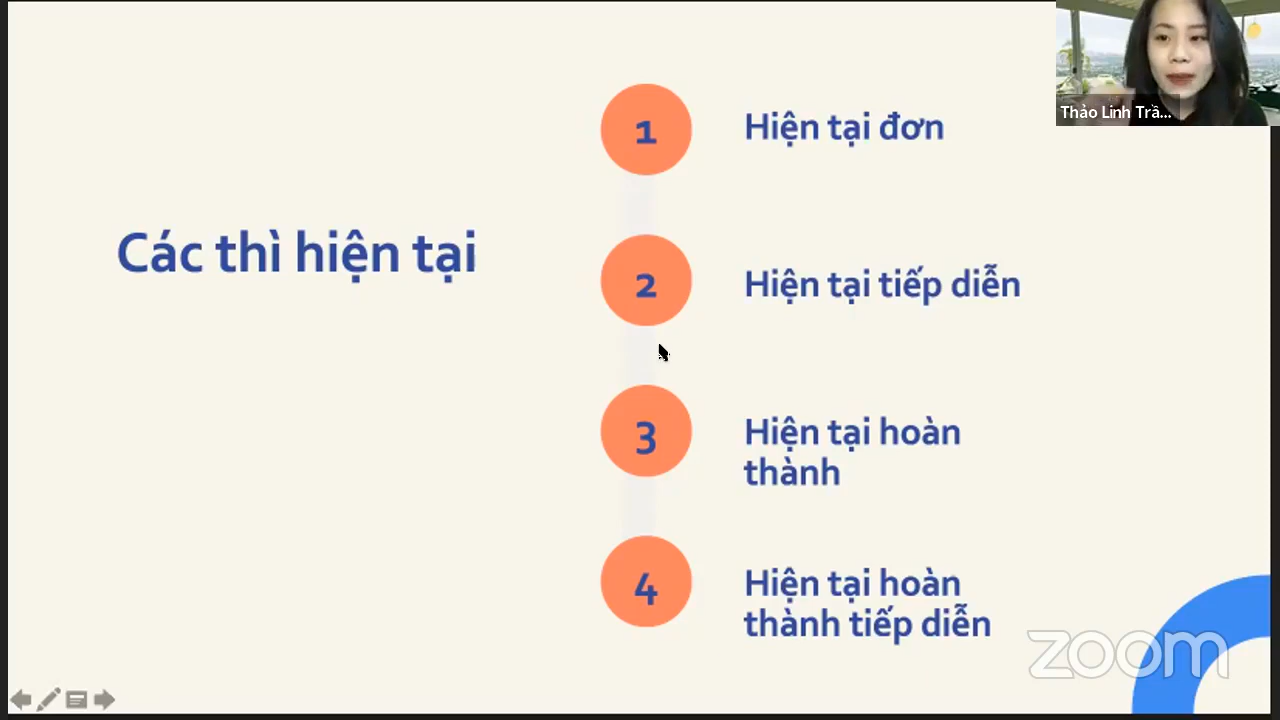 Các thì hiện tại
1
Hiện tại đơn
2
Hiện tại tiếp diễn
3
Hiện tại hoàn
thành
4
Hiện tại hoàn
thành tiếp diễn
Thảo Linh Trầ...
zoom